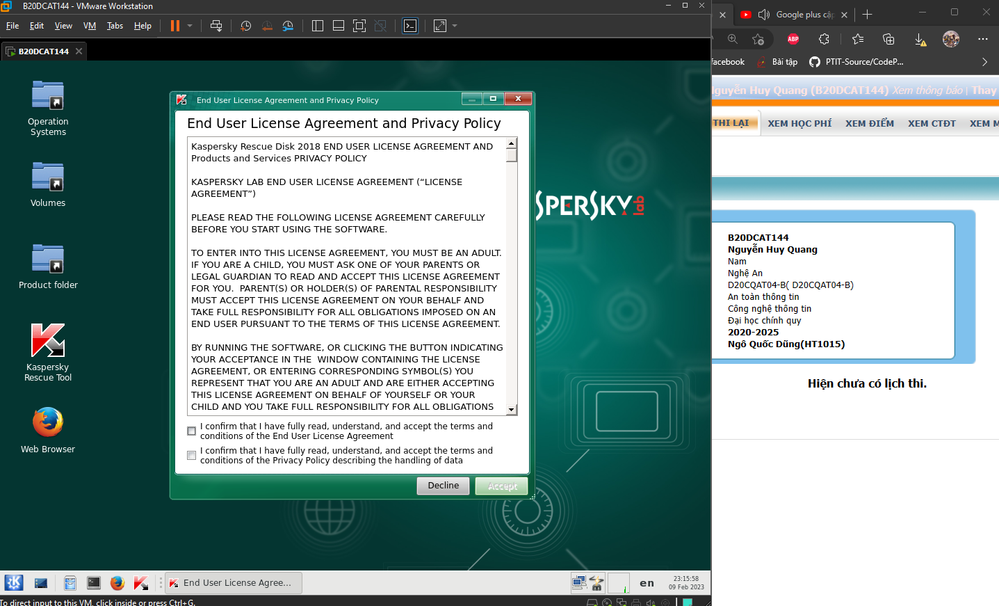 B20DCAT144 - VMware Workstation
File Edit View VM Tabs Help
B20DCAT144
Operation
Systems
Volumes
Product folder
Kaspersky
Rescue Tool
Web Browser
End User License Agreement and Privacy Policy
End User License Agreement and Privacy Policy
Kaspersky Rescue Disk 2018 END USER LICENSE AGREEMENT AND
Products and Services PRIVACY POLICY
KASPERSKY LAB END USER LICENSE AGREEMENT (“LICENSE
AGREEMENT”)
PLEASE READ THE FOLLOWING LICENSE AGREEMENT CAREFULLY
BEFORE YOU START USING THE SOFTWARE.
TO ENTER INTO THIS LICENSE AGREEMENT, YOU MUST BE AN ADULT.
IF YOU ARE A CHILD, YOU MUST ASK ONE OF YOUR PARENTS OR
LEGAL GUARDIAN TO READ AND ACCEPT THIS LICENSE AGREEMENT
FOR YOU. PARENT(S) OR HOLDER(S) OF PARENTAL RESPONSIBILITY
MUST ACCEPT THIS LICENSE AGREEMENT ON YOUR BEHALF AND
TAKE FULL RESPONSIBILITY FOR ALL OBLIGATIONS IMPOSED ON AN
END USER PURSUANT TO THE TERMS OF THIS LICENSE AGREEMENT.
BY RUNNING THE SOFTWARE, OR CLICKING THE BUTTON INDICATING
YOUR ACCEPTANCE IN THE WINDOW CONTAINING THE LICENSE
AGREEMENT, OR ENTERING CORRESPONDING SYMBOL(S) YOU
REPRESENT THAT YOU ARE AN ADULT AND ARE EITHER ACCEPTING
THIS LICENSE AGREEMENT ON BEHALF OF YOURSELF OR YOUR
CHILD AND YOU TAKE FULL RESPONSIBILITY FOR ALL OBLIGATIONS
I confirm that I have fully read, understand, and accept the terms and
conditions of the End User License Agreement
I confirm that I have fully read, understand, and accept the terms and
conditions of the Privacy Policy describing the handling of data
Decline Accept
SPERSKY lab
End User License Agree...
en
23:15:58
09 Feb 2023
To direct input to this VM, click inside or press Ctrl+G.
Google plus cập
ABP
facebook Bài tập PTIT-Source/CodeP...
guyễn Huy Quang (B20DCAT144) Xem thông báo | Thay
THI LẠI XEM HỌC PHÍ XEM ĐIỂM XEM CTĐT XEM M
B20DCAT144
Nguyễn Huy Quang
Nam
Nghệ An
D20CQAT04-B( D20CQAT04-B)
An toàn thông tin
Công nghệ thông tin
Đại học chính quy
2020-2025
Ngô Quốc Dũng(HT1015)
Hiện chưa có lịch thi.